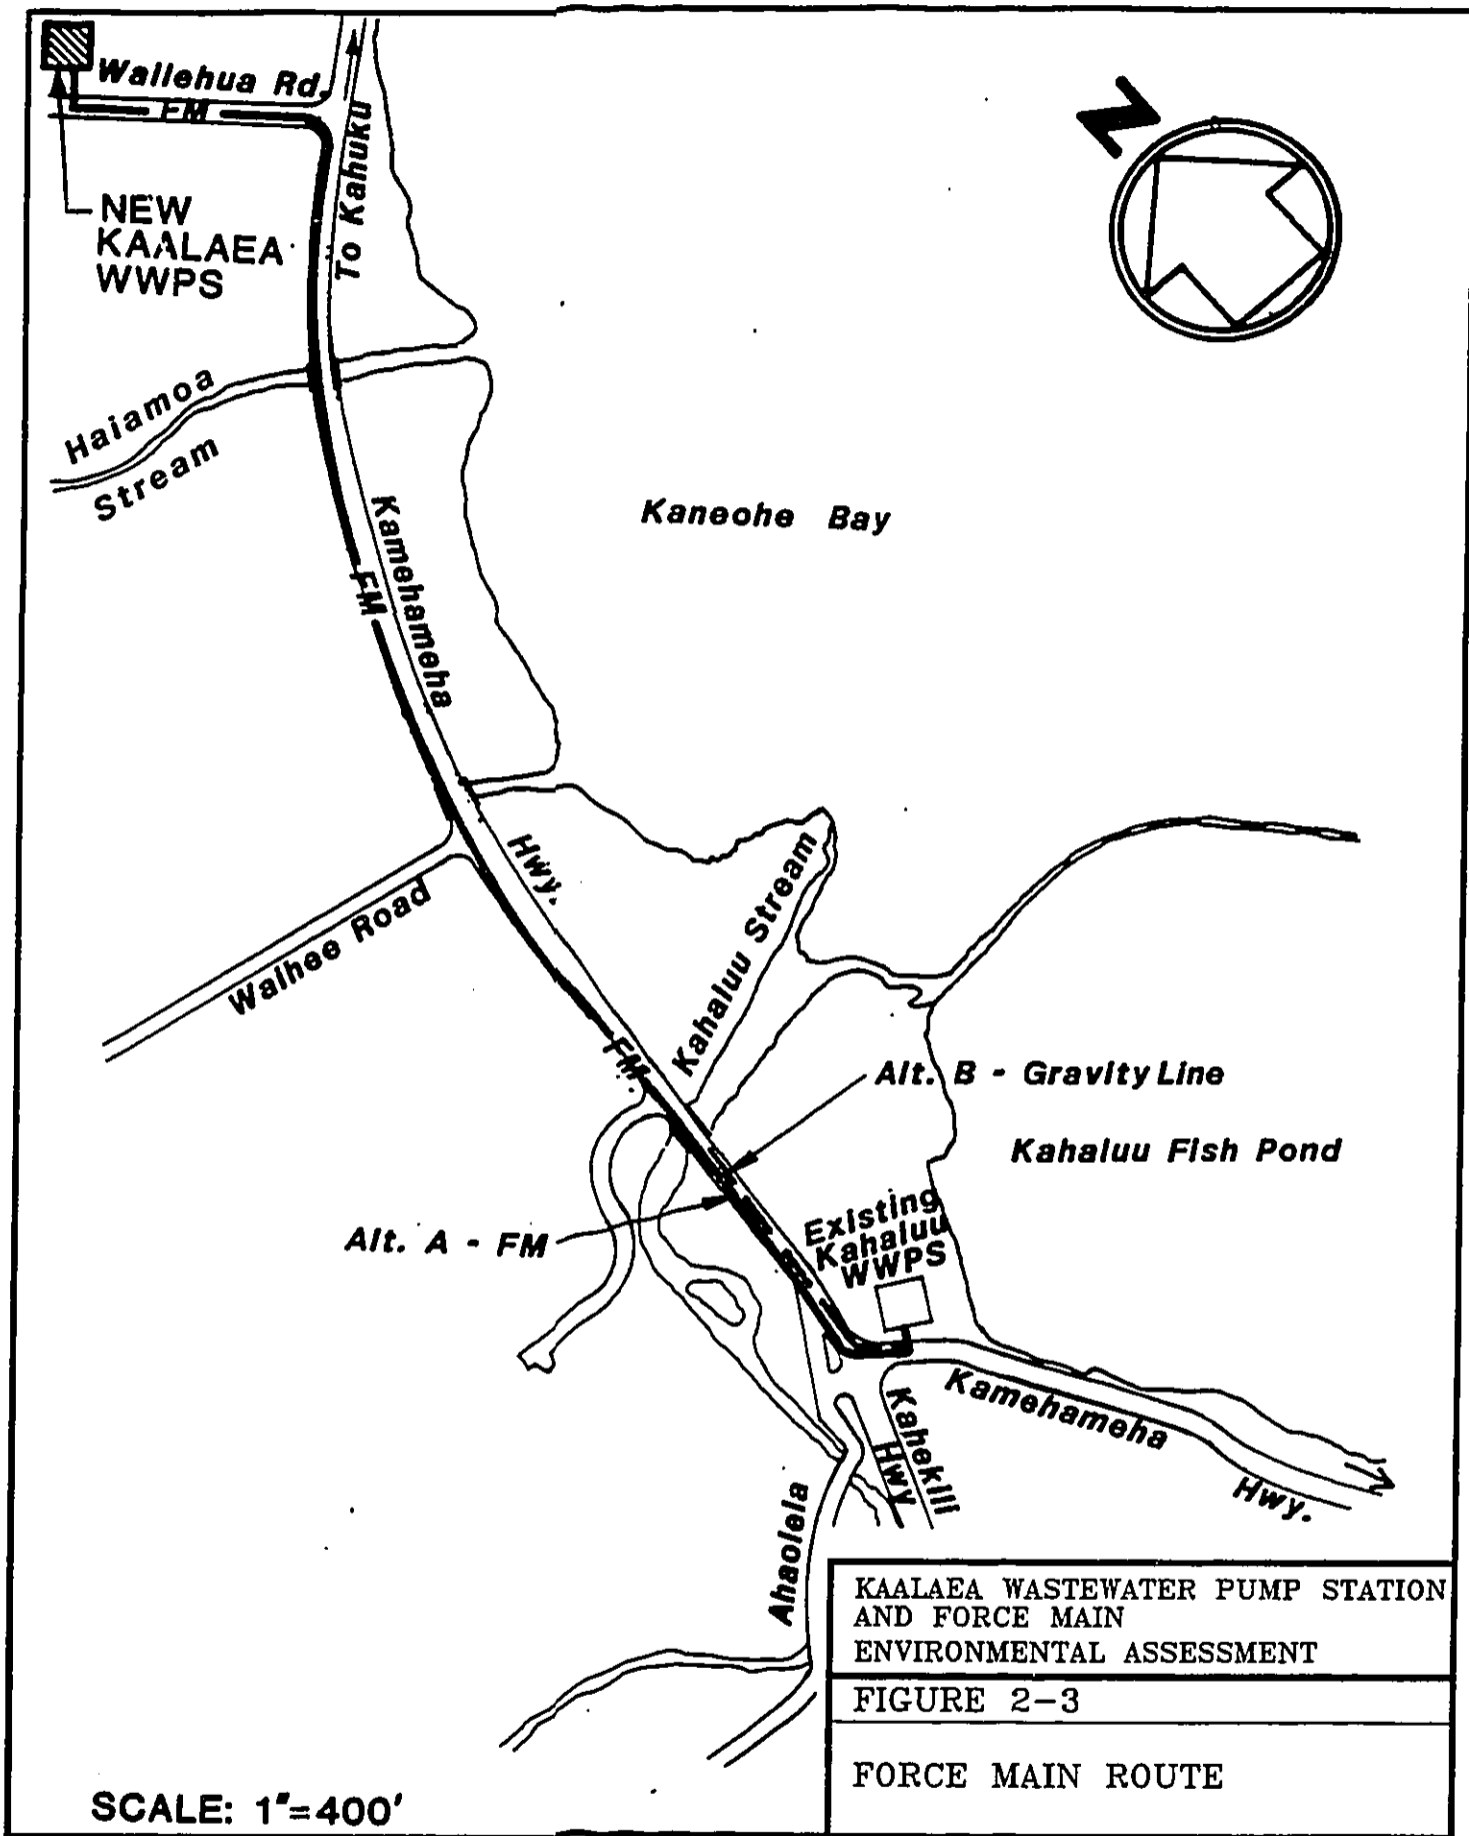 Wailehua Rd.
FM
NEW
KAALAEA
WWPS
To Kahuku
N
Haiamoa
Stream
Kaneohe Bay
Kamehameha
FM
Hwy.
Kahaluu Stream
Waihee Road
FM
Alt. B - Gravity Line
Kahaluu Fish Pond
Alt. A - FM
Existing
Kahaluu
WWPS
Kamehameha
Hwy.
Kahekili
Hwy
Ahaolela
KAALAEA WASTEWATER PUMP STATION
AND FORCE MAIN
ENVIRONMENTAL ASSESSMENT
FIGURE 2-3
FORCE MAIN ROUTE
SCALE: 1"=400'